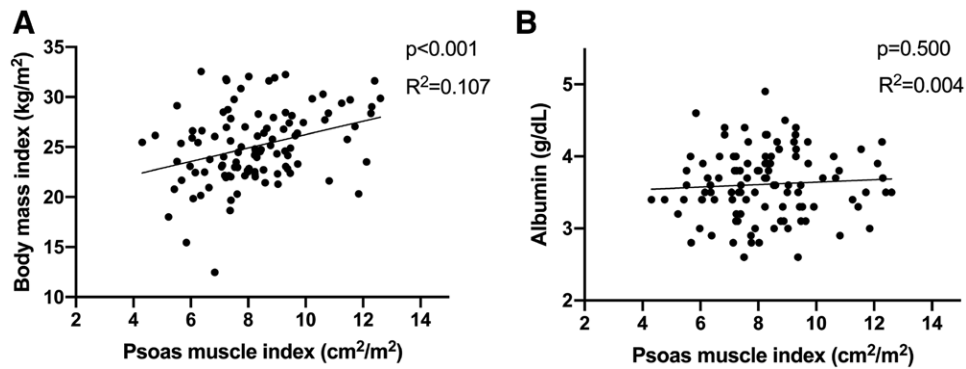 A
p<0.001
R²=0.107
Body mass index (kg/m²)
35
30
25
20
15
10
2 4 6 8 10 12 14
Psoas muscle index (cm²/m²)
B
p=0.500
R²=0.004
Albumin (g/dL)
5
4
3
2
2 4 6 8 10 12 14
Psoas muscle index (cm²/m²)